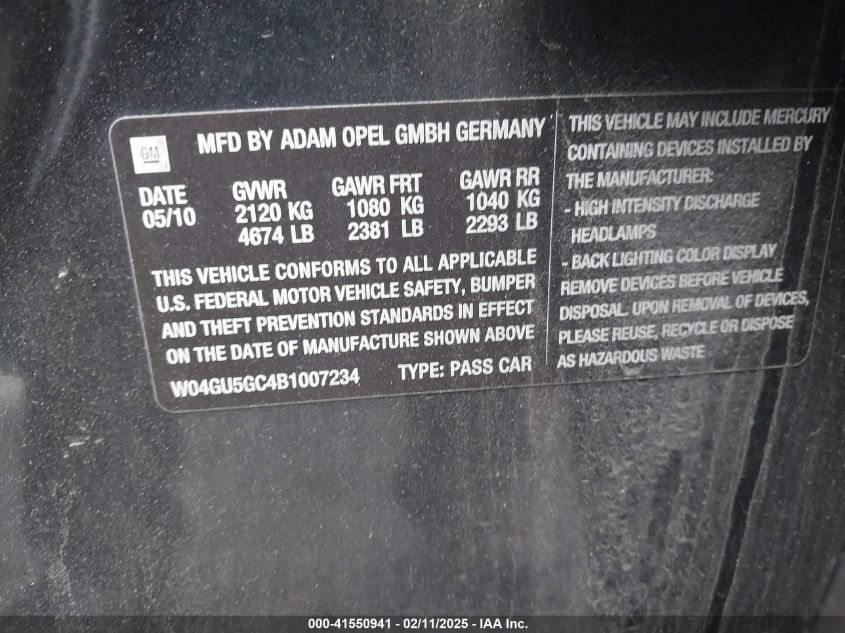 GM
MFD BY ADAM OPEL GMBH GERMANY
DATE GVWR GAWR FRT GAWR RR
05/10 2120 KG 1080 KG 1040 KG
4674 LB 2381 LB 2293 LB
THIS VEHICLE CONFORMS TO ALL APPLICABLE
U.S. FEDERAL MOTOR VEHICLE SAFETY, BUMPER
AND THEFT PREVENTION STANDARDS IN EFFECT
ON THE DATE OF MANUFACTURE SHOWN ABOVE
W04GU5GC4B1007234 TYPE: PASS CAR
THIS VEHICLE MAY INCLUDE MERCURY
CONTAINING DEVICES INSTALLED BY
THE MANUFACTURER:
- HIGH INTENSITY DISCHARGE
HEADLAMPS
- BACK LIGHTING COLOR DISPLAY
REMOVE DEVICES BEFORE VEHICLE
DISPOSAL. UPON REMOVAL OF DEVICES,
PLEASE REUSE, RECYCLE OR DISPOSE
AS HAZARDOUS WASTE
000-41550941 - 02/11/2025 - IAA Inc.